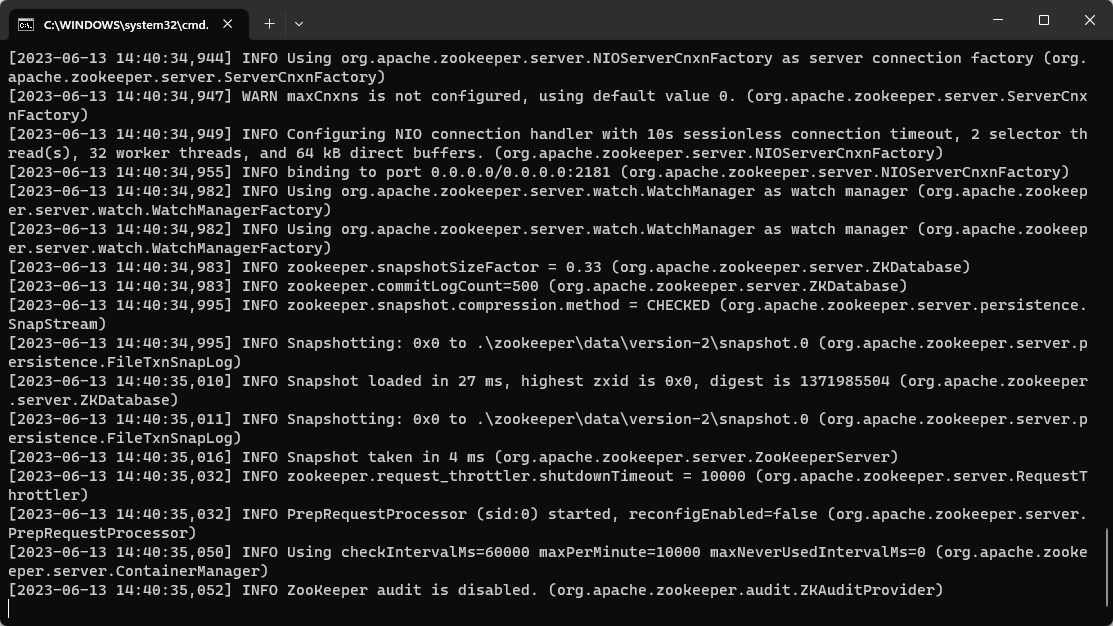 C:\WINDOWS\system32\cmd.
[2023-06-13 14:40:34,944] INFO Using org.apache.zookeeper.server.NIOServerCnxnFactory as server connection factory (org.
apache.zookeeper.server.ServerCnxnFactory)
[2023-06-13 14:40:34,947] WARN maxCnxns is not configured, using default value 0. (org.apache.zookeeper.server.ServerCnx
nFactory)
[2023-06-13 14:40:34,949] INFO Configuring NIO connection handler with 10s sessionless connection timeout, 2 selector th
read(s), 32 worker threads, and 64 kB direct buffers. (org.apache.zookeeper.server.NIOServerCnxnFactory)
[2023-06-13 14:40:34,955] INFO binding to port 0.0.0.0/0.0.0.0:2181 (org.apache.zookeeper.server.NIOServerCnxnFactory)
[2023-06-13 14:40:34,982] INFO Using org.apache.zookeeper.server.watch.WatchManager as watch manager (org.apache.zookeep
er.server.watch.WatchManagerFactory)
[2023-06-13 14:40:34,982] INFO Using org.apache.zookeeper.server.watch.WatchManager as watch manager (org.apache.zookeep
er.server.watch.WatchManagerFactory)
[2023-06-13 14:40:34,983] INFO zookeeper.snapshotSizeFactor = 0.33 (org.apache.zookeeper.server.ZKDatabase)
[2023-06-13 14:40:34,983] INFO zookeeper.commitLogCount=500 (org.apache.zookeeper.server.ZKDatabase)
[2023-06-13 14:40:34,995] INFO zookeeper.snapshot.compression.method = CHECKED (org.apache.zookeeper.server.persistence.
SnapStream)
[2023-06-13 14:40:34,995] INFO Snapshotting: 0x0 to .\zookeeper\data\version-2\snapshot.0 (org.apache.zookeeper.server.p
ersistence.FileTxnSnapLog)
[2023-06-13 14:40:35,010] INFO Snapshot loaded in 27 ms, highest zxid is 0x0, digest is 1371985504 (org.apache.zookeeper
.server.ZKDatabase)
[2023-06-13 14:40:35,011] INFO Snapshotting: 0x0 to .\zookeeper\data\version-2\snapshot.0 (org.apache.zookeeper.server.p
ersistence.FileTxnSnapLog)
[2023-06-13 14:40:35,016] INFO Snapshot taken in 4 ms (org.apache.zookeeper.server.ZooKeeperServer)
[2023-06-13 14:40:35,032] INFO zookeeper.request_throttler.shutdownTimeout = 10000 (org.apache.zookeeper.server.RequestT
hrottler)
[2023-06-13 14:40:35,032] INFO PrepRequestProcessor (sid:0) started, reconfigEnabled=false (org.apache.zookeeper.server.
PrepRequestProcessor)
[2023-06-13 14:40:35,050] INFO Using checkIntervalMs=60000 maxPerMinute=10000 maxNeverUsedIntervalMs=0 (org.apache.zooke
eper.server.ContainerManager)
[2023-06-13 14:40:35,052] INFO ZooKeeper audit is disabled. (org.apache.zookeeper.audit.ZKAuditProvider)